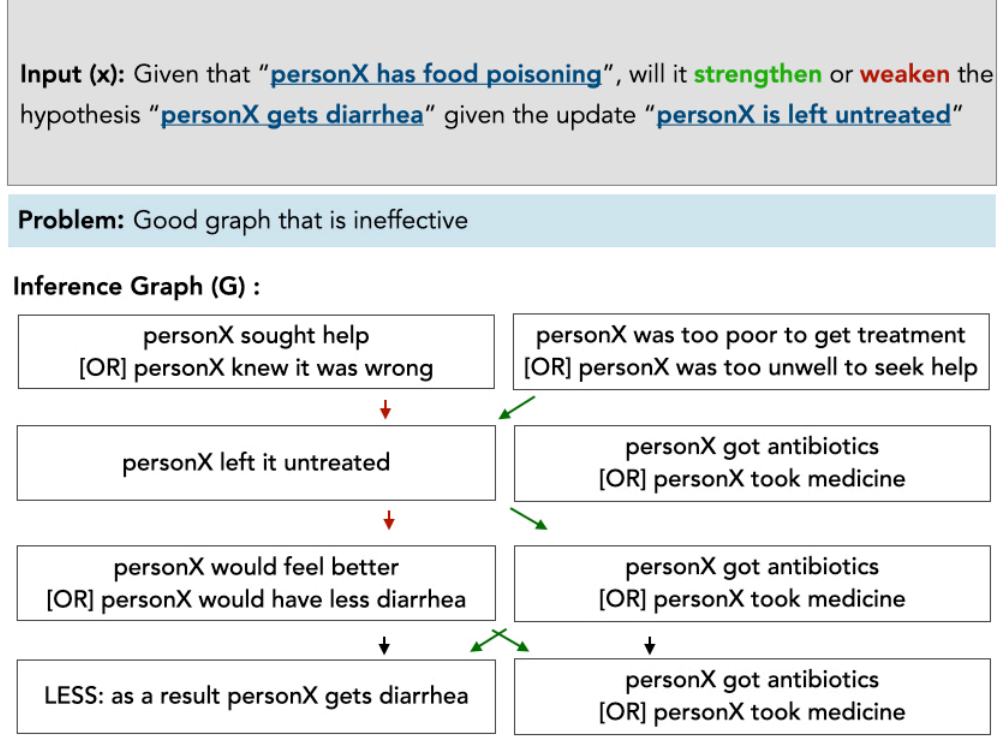 Input (x): Given that “personX has food poisoning”, will it strengthen or weaken the
hypothesis “personX gets diarrhea” given the update “personX is left untreated”
Problem: Good graph that is ineffective
Inference Graph (G) :
personX sought help
[OR] personX knew it was wrong
personX was too poor to get treatment
[OR] personX was too unwell to seek help
personX left it untreated
personX got antibiotics
[OR] personX took medicine
personX would feel better
[OR] personX would have less diarrhea
personX got antibiotics
[OR] personX took medicine
LESS: as a result personX gets diarrhea
personX got antibiotics
[OR] personX took medicine